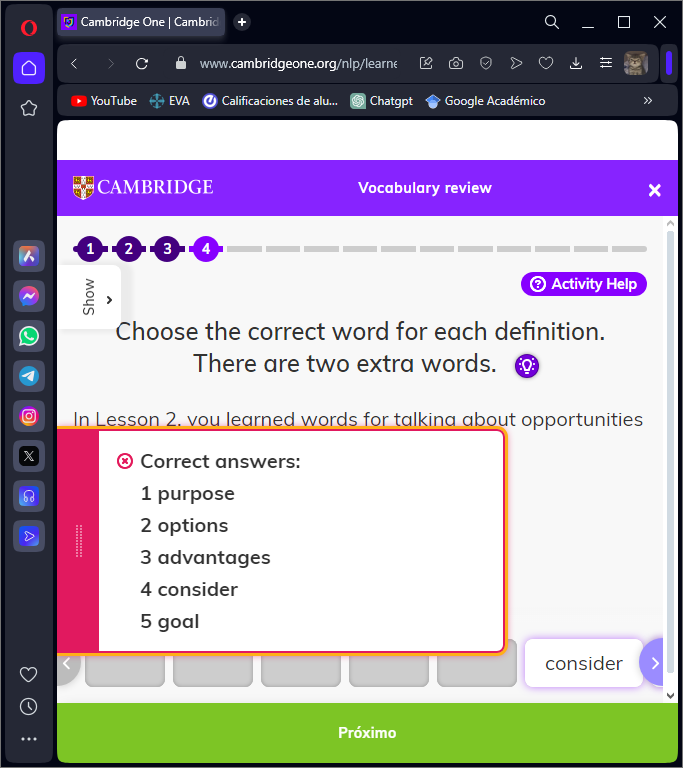 Cambridge One | Cambrid
www.cambridgeone.org/nlp/learne
YouTube
EVA
Calificaciones de alu...
Chatgpt
Google Académico
CAMBRIDGE
Vocabulary review
1
2
3
4
Show
Activity Help
Choose the correct word for each definition.
There are two extra words.
In Lesson 2, you learned words for talking about opportunities
Correct answers:
1 purpose
2 options
3 advantages
4 consider
5 goal
consider
Próximo